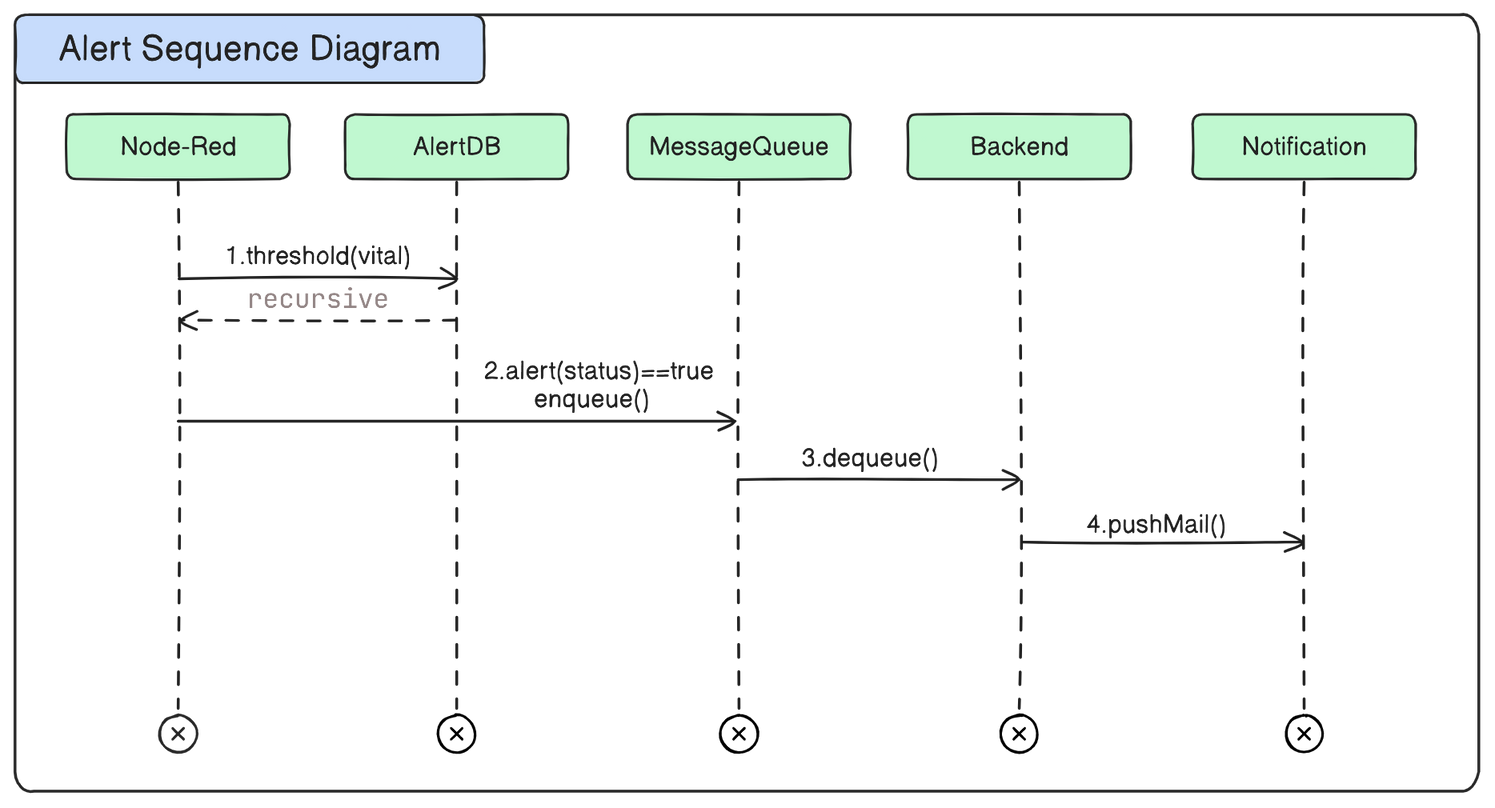 Alert Sequence Diagram
Node-Red
AlertDB
MessageQueue
Backend
Notification
1.threshold(vital)
recursive
2.alert(status)==true
enqueue()
3.dequeue()
4.pushMail()